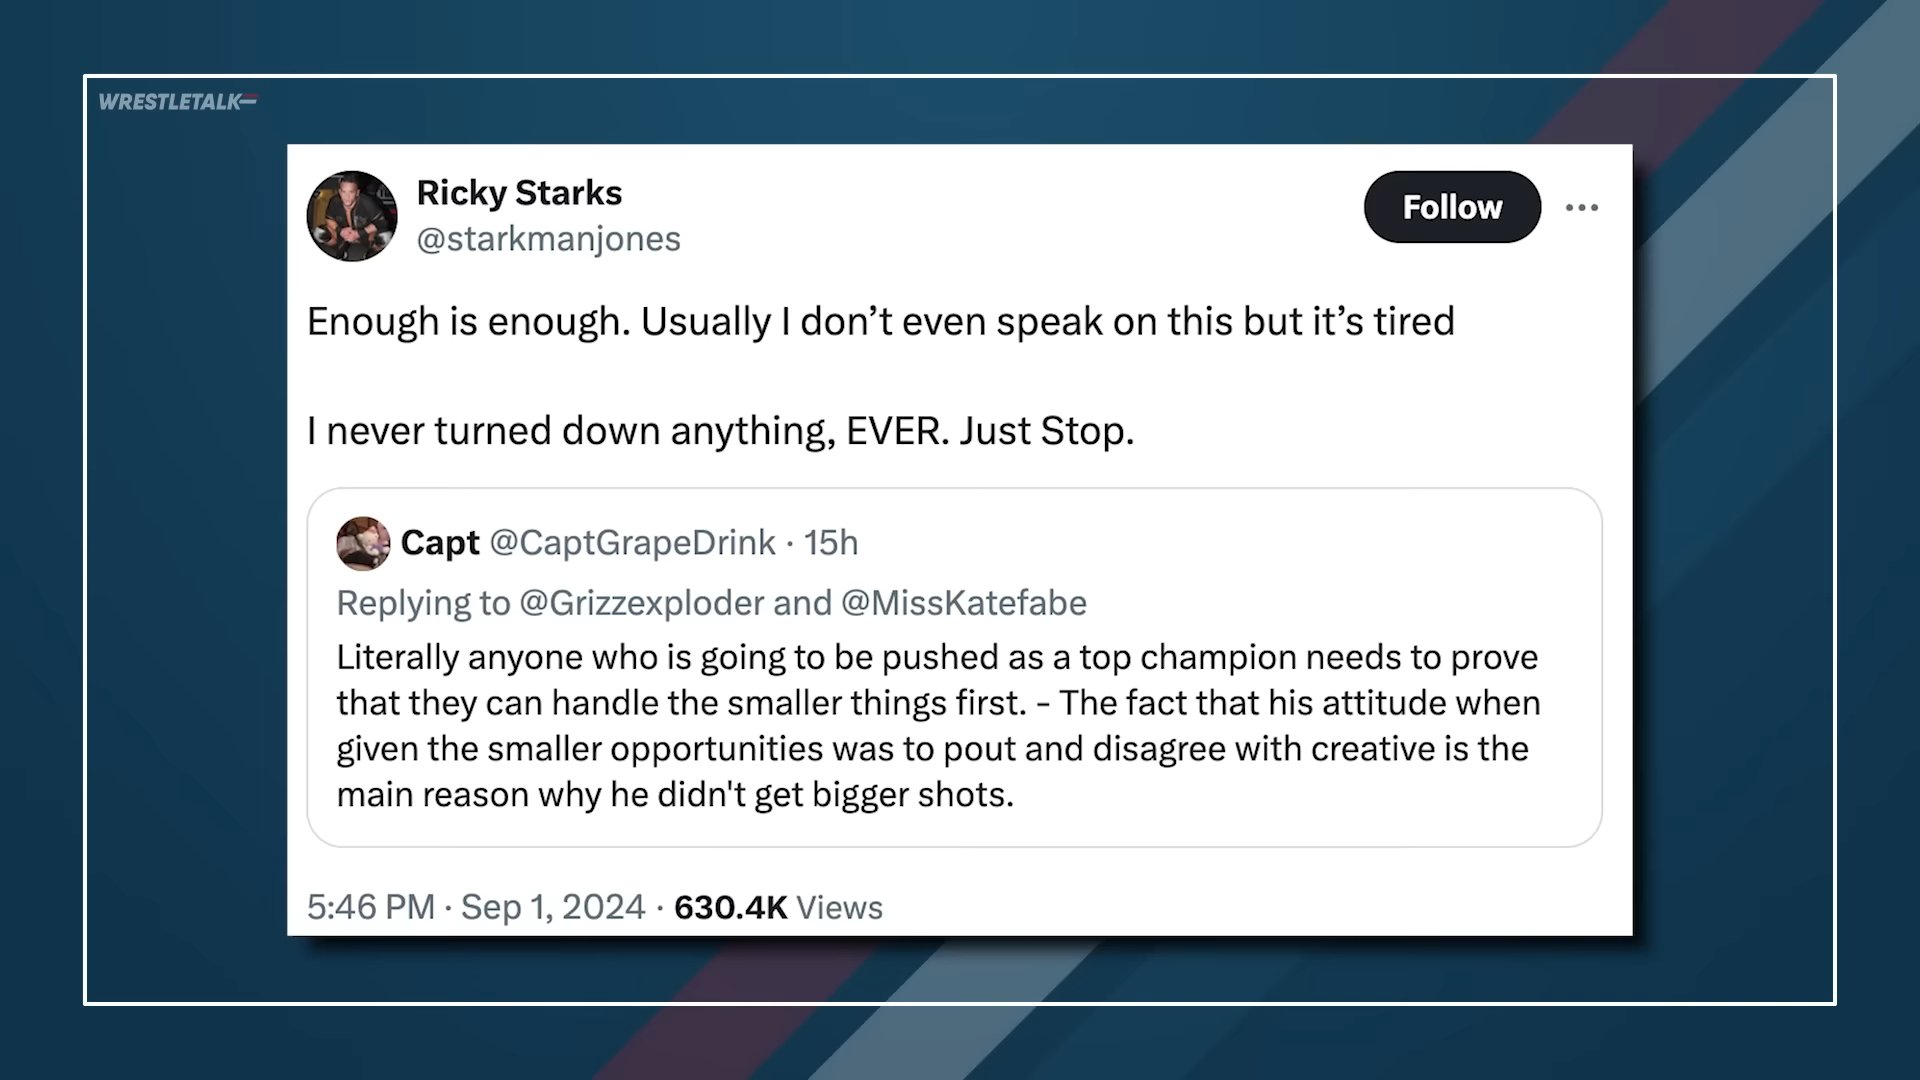 WRESTLETALK
Ricky Starks
@starkmanjones
Follow
Enough is enough. Usually I don’t even speak on this but it’s tired
I never turned down anything, EVER. Just Stop.
Capt @CaptGrapeDrink · 15h
Replying to @Grizzexploder and @MissKatefabe
Literally anyone who is going to be pushed as a top champion needs to prove
that they can handle the smaller things first. - The fact that his attitude when
given the smaller opportunities was to pout and disagree with creative is the
main reason why he didn't get bigger shots.
5:46 PM · Sep 1, 2024 · 630.4K Views